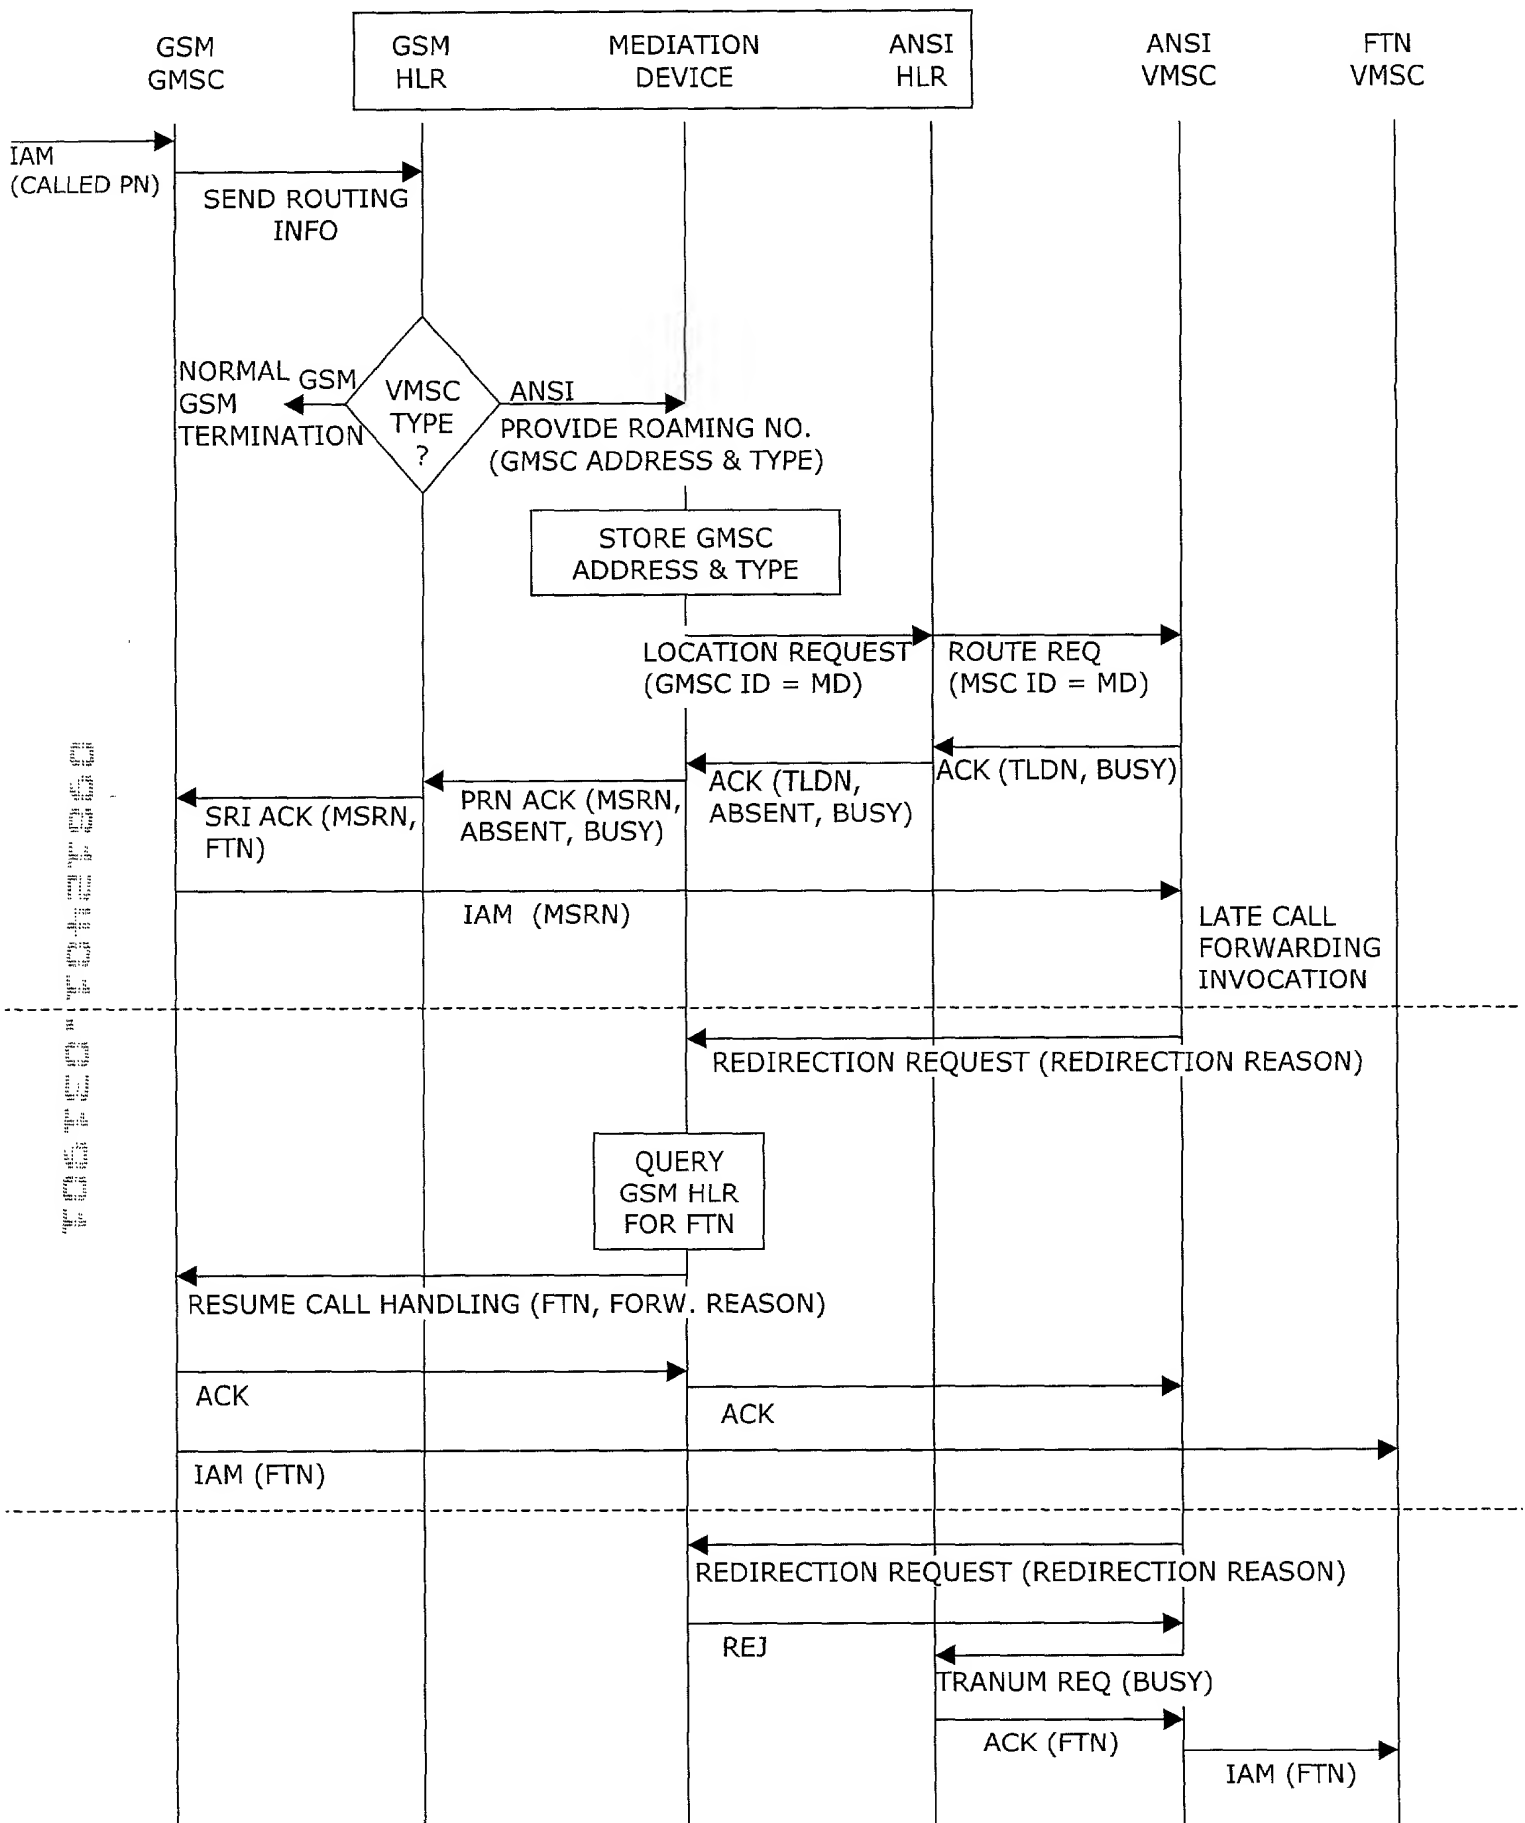 GSM
GMSC
GSM
HLR
MEDIATION
DEVICE
ANSI
HLR
ANSI
VMSC
FTN
VMSC
IAM
(CALLED PN)
SEND ROUTING
INFO
NORMAL
GSM
TERMINATION
GSM
VMSC
TYPE
?
ANSI
PROVIDE ROAMING NO.
(GMSC ADDRESS & TYPE)
STORE GMSC
ADDRESS & TYPE
LOCATION REQUEST
(GMSC ID = MD)
ROUTE REQ
(MSC ID = MD)
ACK (TLDN, BUSY)
ACK (TLDN,
ABSENT, BUSY)
PRN ACK (MSRN,
ABSENT, BUSY)
SRI ACK (MSRN,
FTN)
IAM (MSRN)
LATE CALL
FORWARDING
INVOCATION
REDIRECTION REQUEST (REDIRECTION REASON)
QUERY
GSM HLR
FOR FTN
RESUME CALL HANDLING (FTN, FORW. REASON)
ACK
ACK
IAM (FTN)
REDIRECTION REQUEST (REDIRECTION REASON)
REJ
TRANUM REQ (BUSY)
ACK (FTN)
IAM (FTN)